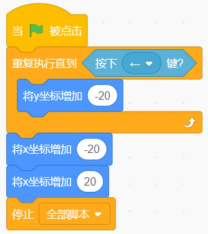 当 被点击
重复执行直到 按下 ← 键?
将y坐标增加 -20
将x坐标增加 -20
将x坐标增加 20
停止 全部脚本